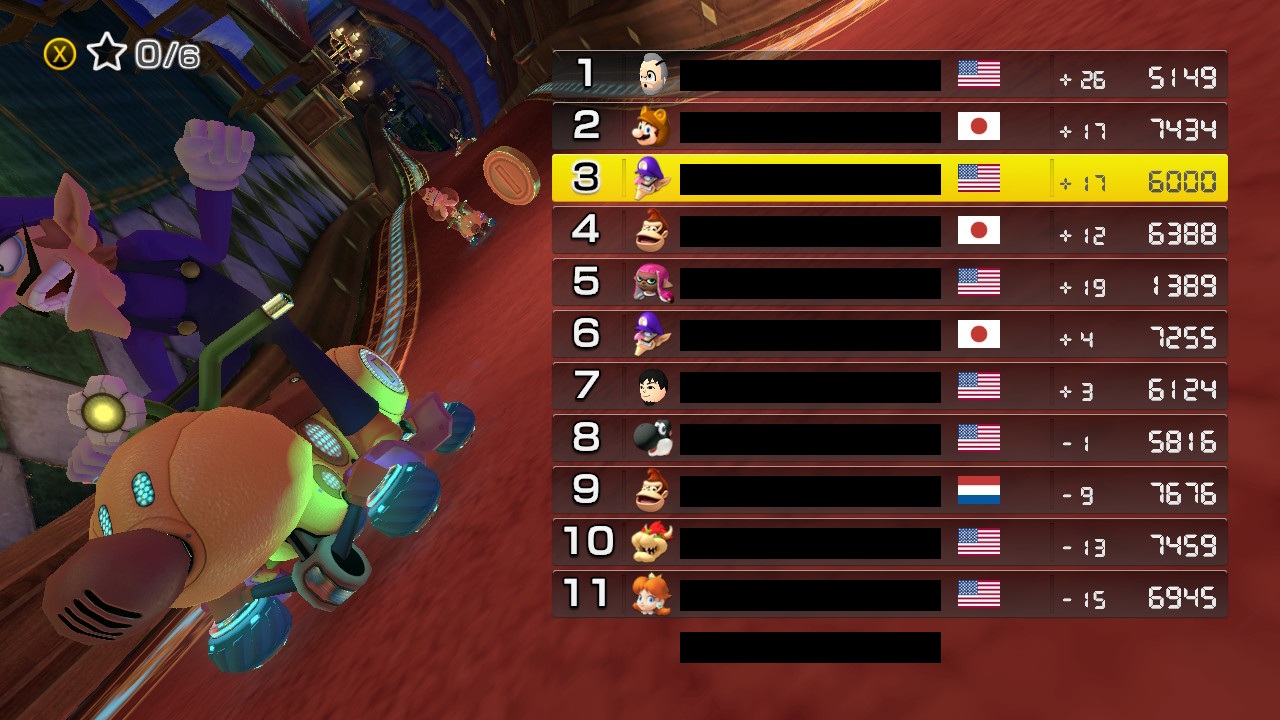 X 0/6
1 + 26 5149
2 + 17 7434
3 + 17 6000
4 + 12 6388
5 + 19 1389
6 + 4 7255
7 + 3 6124
8 - 1 5816
9 - 9 7676
10 - 13 7459
11 - 15 6945